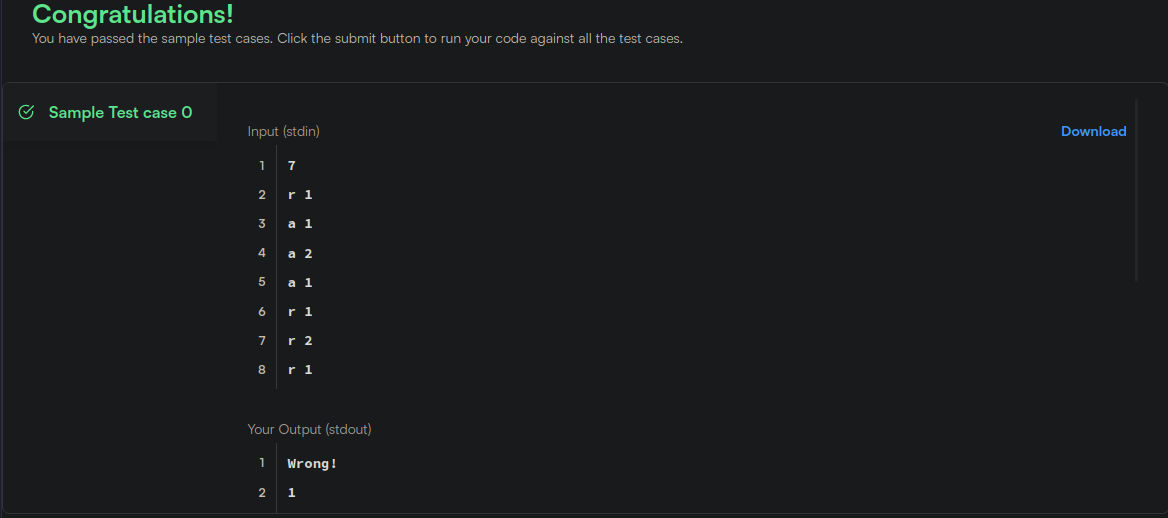 Congratulations!
You have passed the sample test cases. Click the submit button to run your code against all the test cases.
Sample Test case 0
Input (stdin)
Download
1 7
2 r 1
3 a 1
4 a 2
5 a 1
6 r 1
7 r 2
8 r 1
Your Output (stdout)
1 Wrong!
2 1